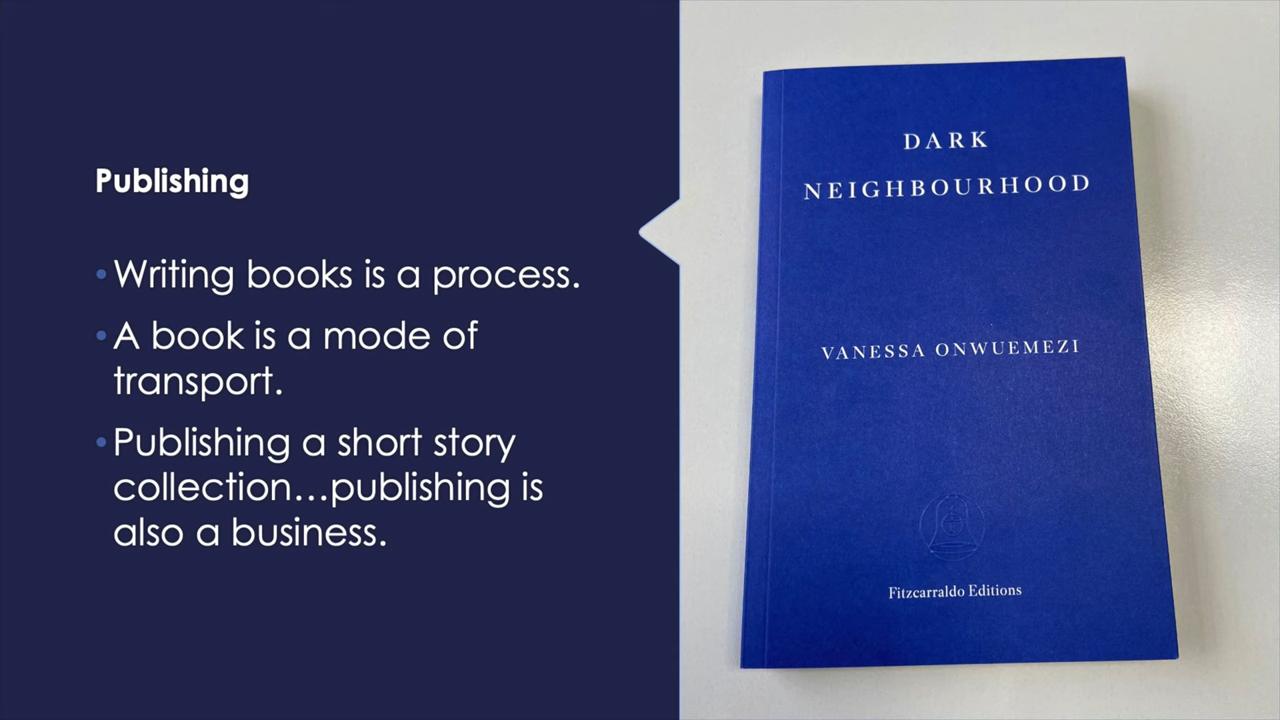 Publishing
•Writing books is a process.
•A book is a mode of
transport.
•Publishing a short story
collection…publishing is
also a business.
DARK
NEIGHBOURHOOD
VANESSA ONWUEMEZI
Fitzcarraldo Editions